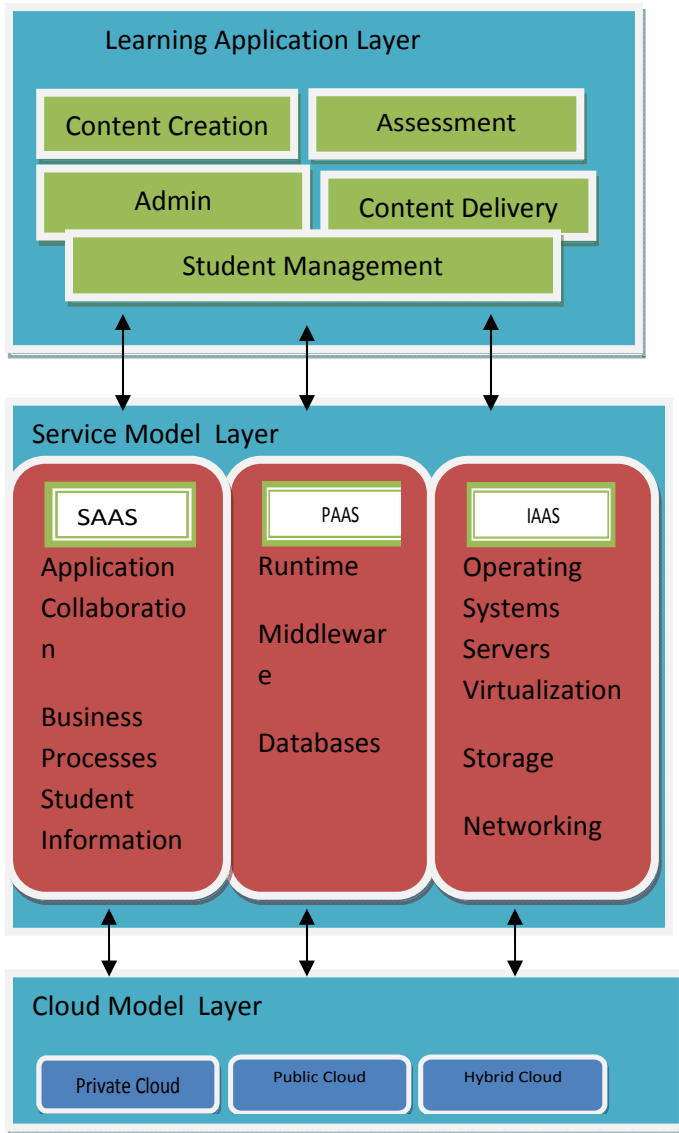 Learning Application Layer
Content Creation
Assessment
Admin
Content Delivery
Student Management
Service Model  Layer
SAAS
Application
Collaboratio
n
Business
Processes
Student
Information
PAAS
Runtime
Middlewar
e
Databases
IAAS
Operating
Systems
Servers
Virtualization
Storage
Networking
Cloud Model  Layer
Private Cloud
Public Cloud
Hybrid Cloud